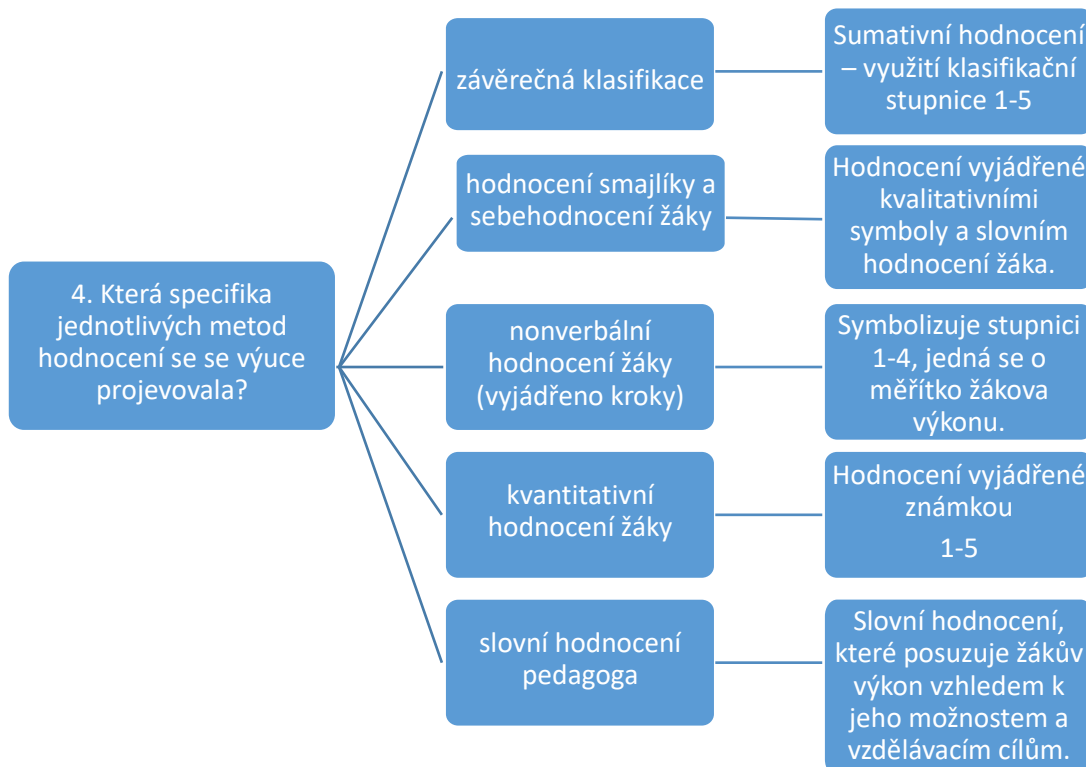 4. Která specifika
jednotlivých metod
hodnocení se se výuce
projevovala?
závěrečná klasifikace
Sumativní hodnocení
– využití klasifikační
stupnice 1-5
hodnocení smajlíky a
sebehodnocení žáky
Hodnocení vyjádřené
kvalitativními
symboly a slovním
hodnocení žáka.
nonverbální
hodnocení žáky
(vyjádřeno kroky)
Symbolizuje stupnici
1-4, jedná se o
měřítko žákova
výkonu.
kvantitativní
hodnocení žáky
Hodnocení vyjádřené
známkou
1-5
slovní hodnocení
pedagoga
Slovní hodnocení,
které posuzuje žákův
výkon vzhledem k
jeho možnostem a
vzdělávacím cílům.